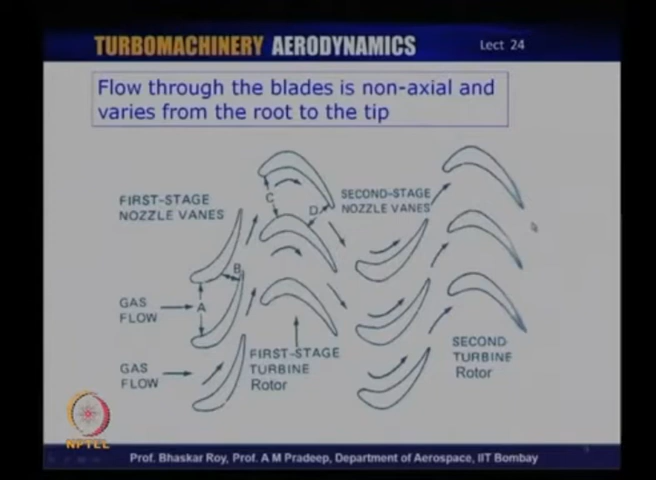 TURBOMACHINERY AERODYNAMICS
Lect 24
Flow through the blades is non-axial and
varies from the root to the tip
FIRST-STAGE
NOZZLE VANES
SECOND-STAGE
NOZZLE VANES
C
D
B
A
GAS
FLOW
GAS
FLOW
FIRST-STAGE
TURBINE
Rotor
SECOND
TURBINE
Rotor
NPTEL
Prof. Bhaskar Roy, Prof. A M Pradeep, Department of Aerospace, IIT Bombay